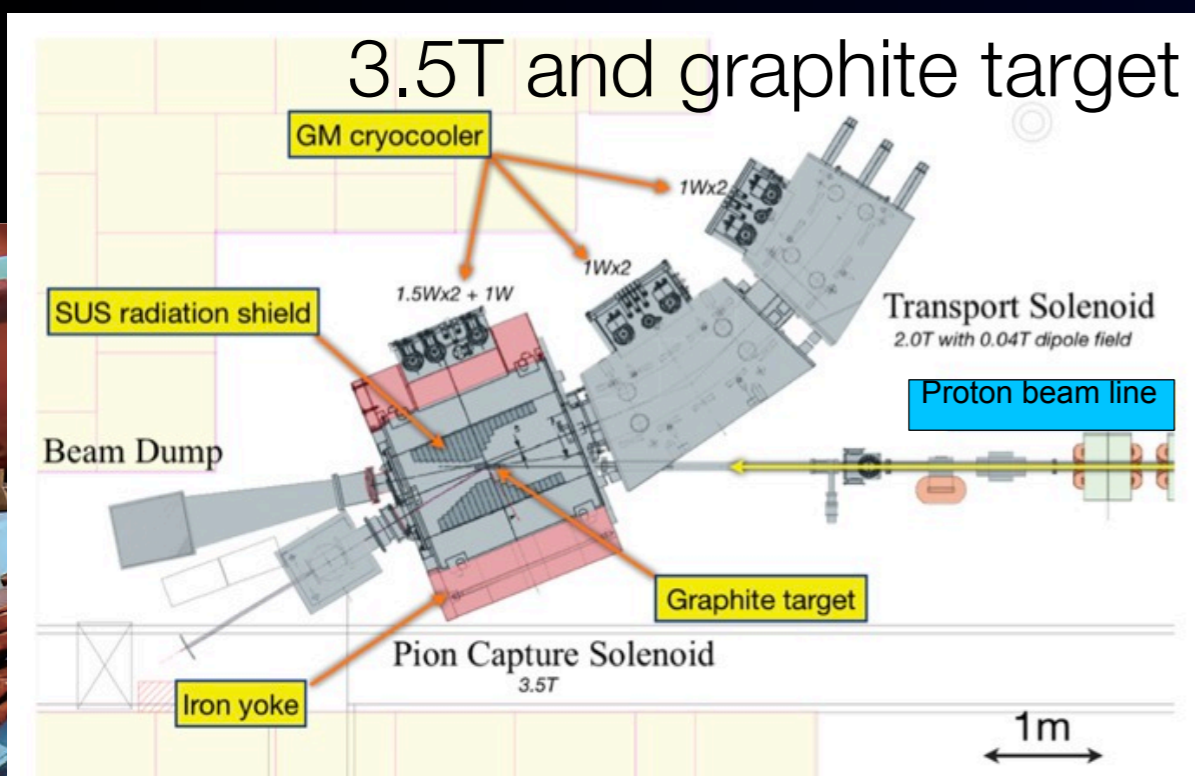 3.5T and graphite target
GM cryocooler
1Wx2
1Wx2
1.5Wx2 + 1W
SUS radiation shield
Transport Solenoid
2.0T with 0.04T dipole field
Proton beam line
Beam Dump
Graphite target
Pion Capture Solenoid
3.5T
Iron yoke
1m